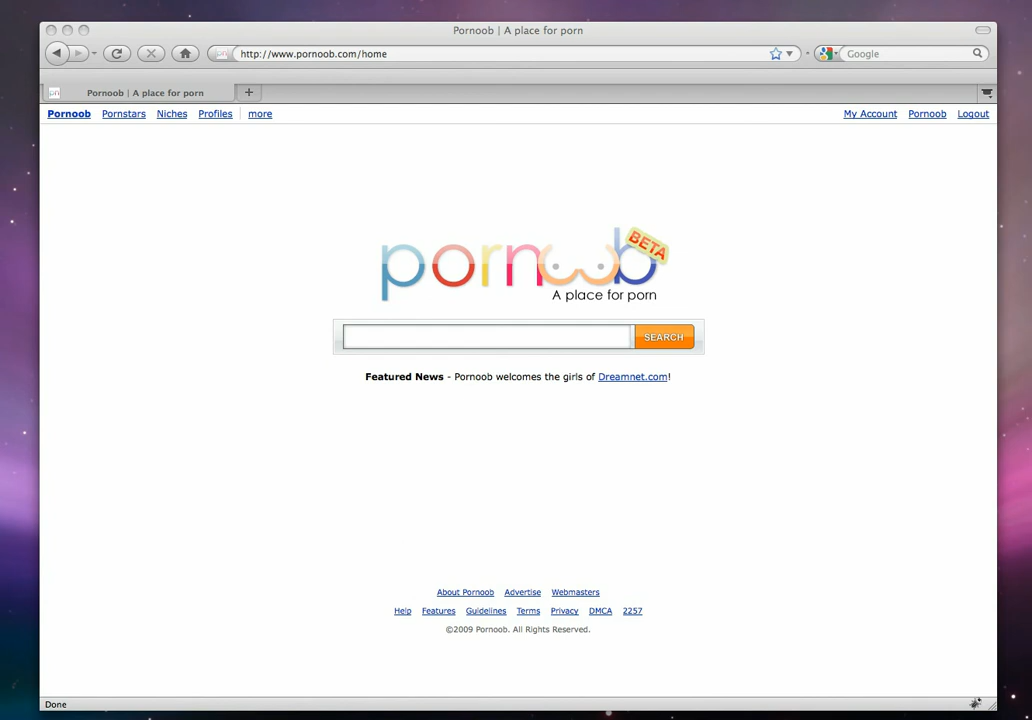 Pornoob | A place for porn
http://www.pornoob.com/home
Google
Pornoob | A place for porn
Pornoob Pornstars Niches Profiles more My Account Pornoob Logout
pornoob
BETA
A place for porn
SEARCH
Featured News - Pornoob welcomes the girls of Dreamnet.com!
About Pornoob Advertise Webmasters
Help Features Guidelines Terms Privacy DMCA 2257
©2009 Pornoob. All Rights Reserved.
Done